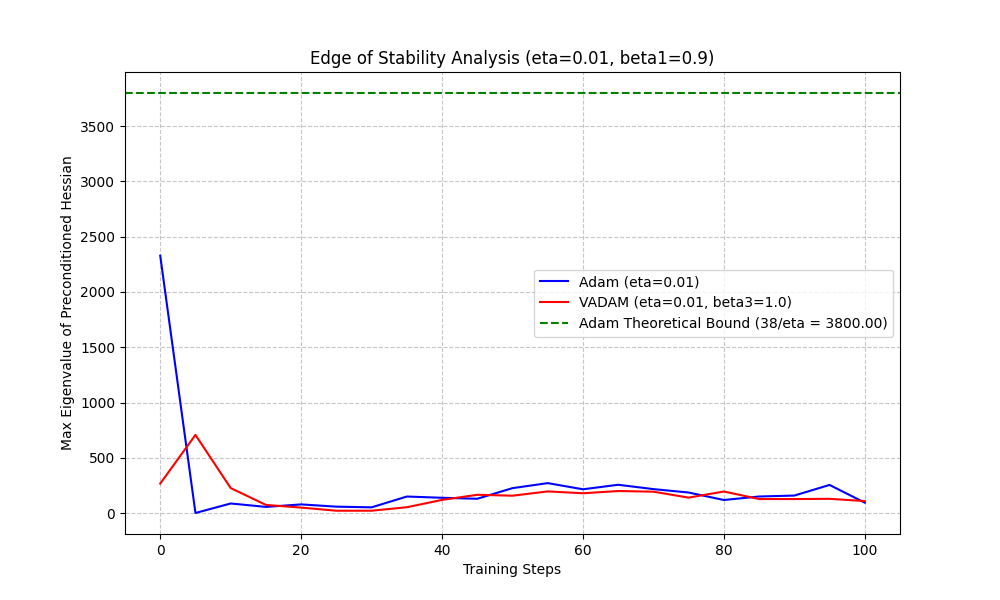 Edge of Stability Analysis (eta=0.01, beta1=0.9)
Max Eigenvalue of Preconditioned Hessian
3500
3000
2500
2000
1500
1000
500
0
Adam (eta=0.01)
VADAM (eta=0.01, beta3=1.0)
Adam Theoretical Bound (38/eta = 3800.00)
0 20 40 60 80 100
Training Steps